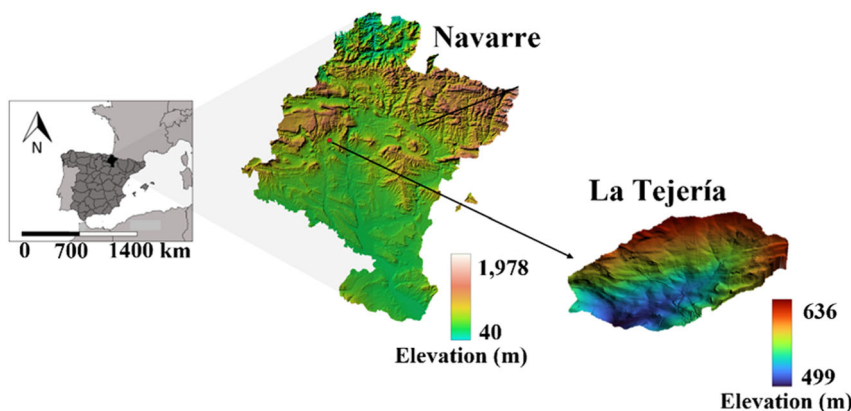 Navarre
N
0 700 1400 km
1,978
40
Elevation (m)
La Tejería
636
499
Elevation (m)